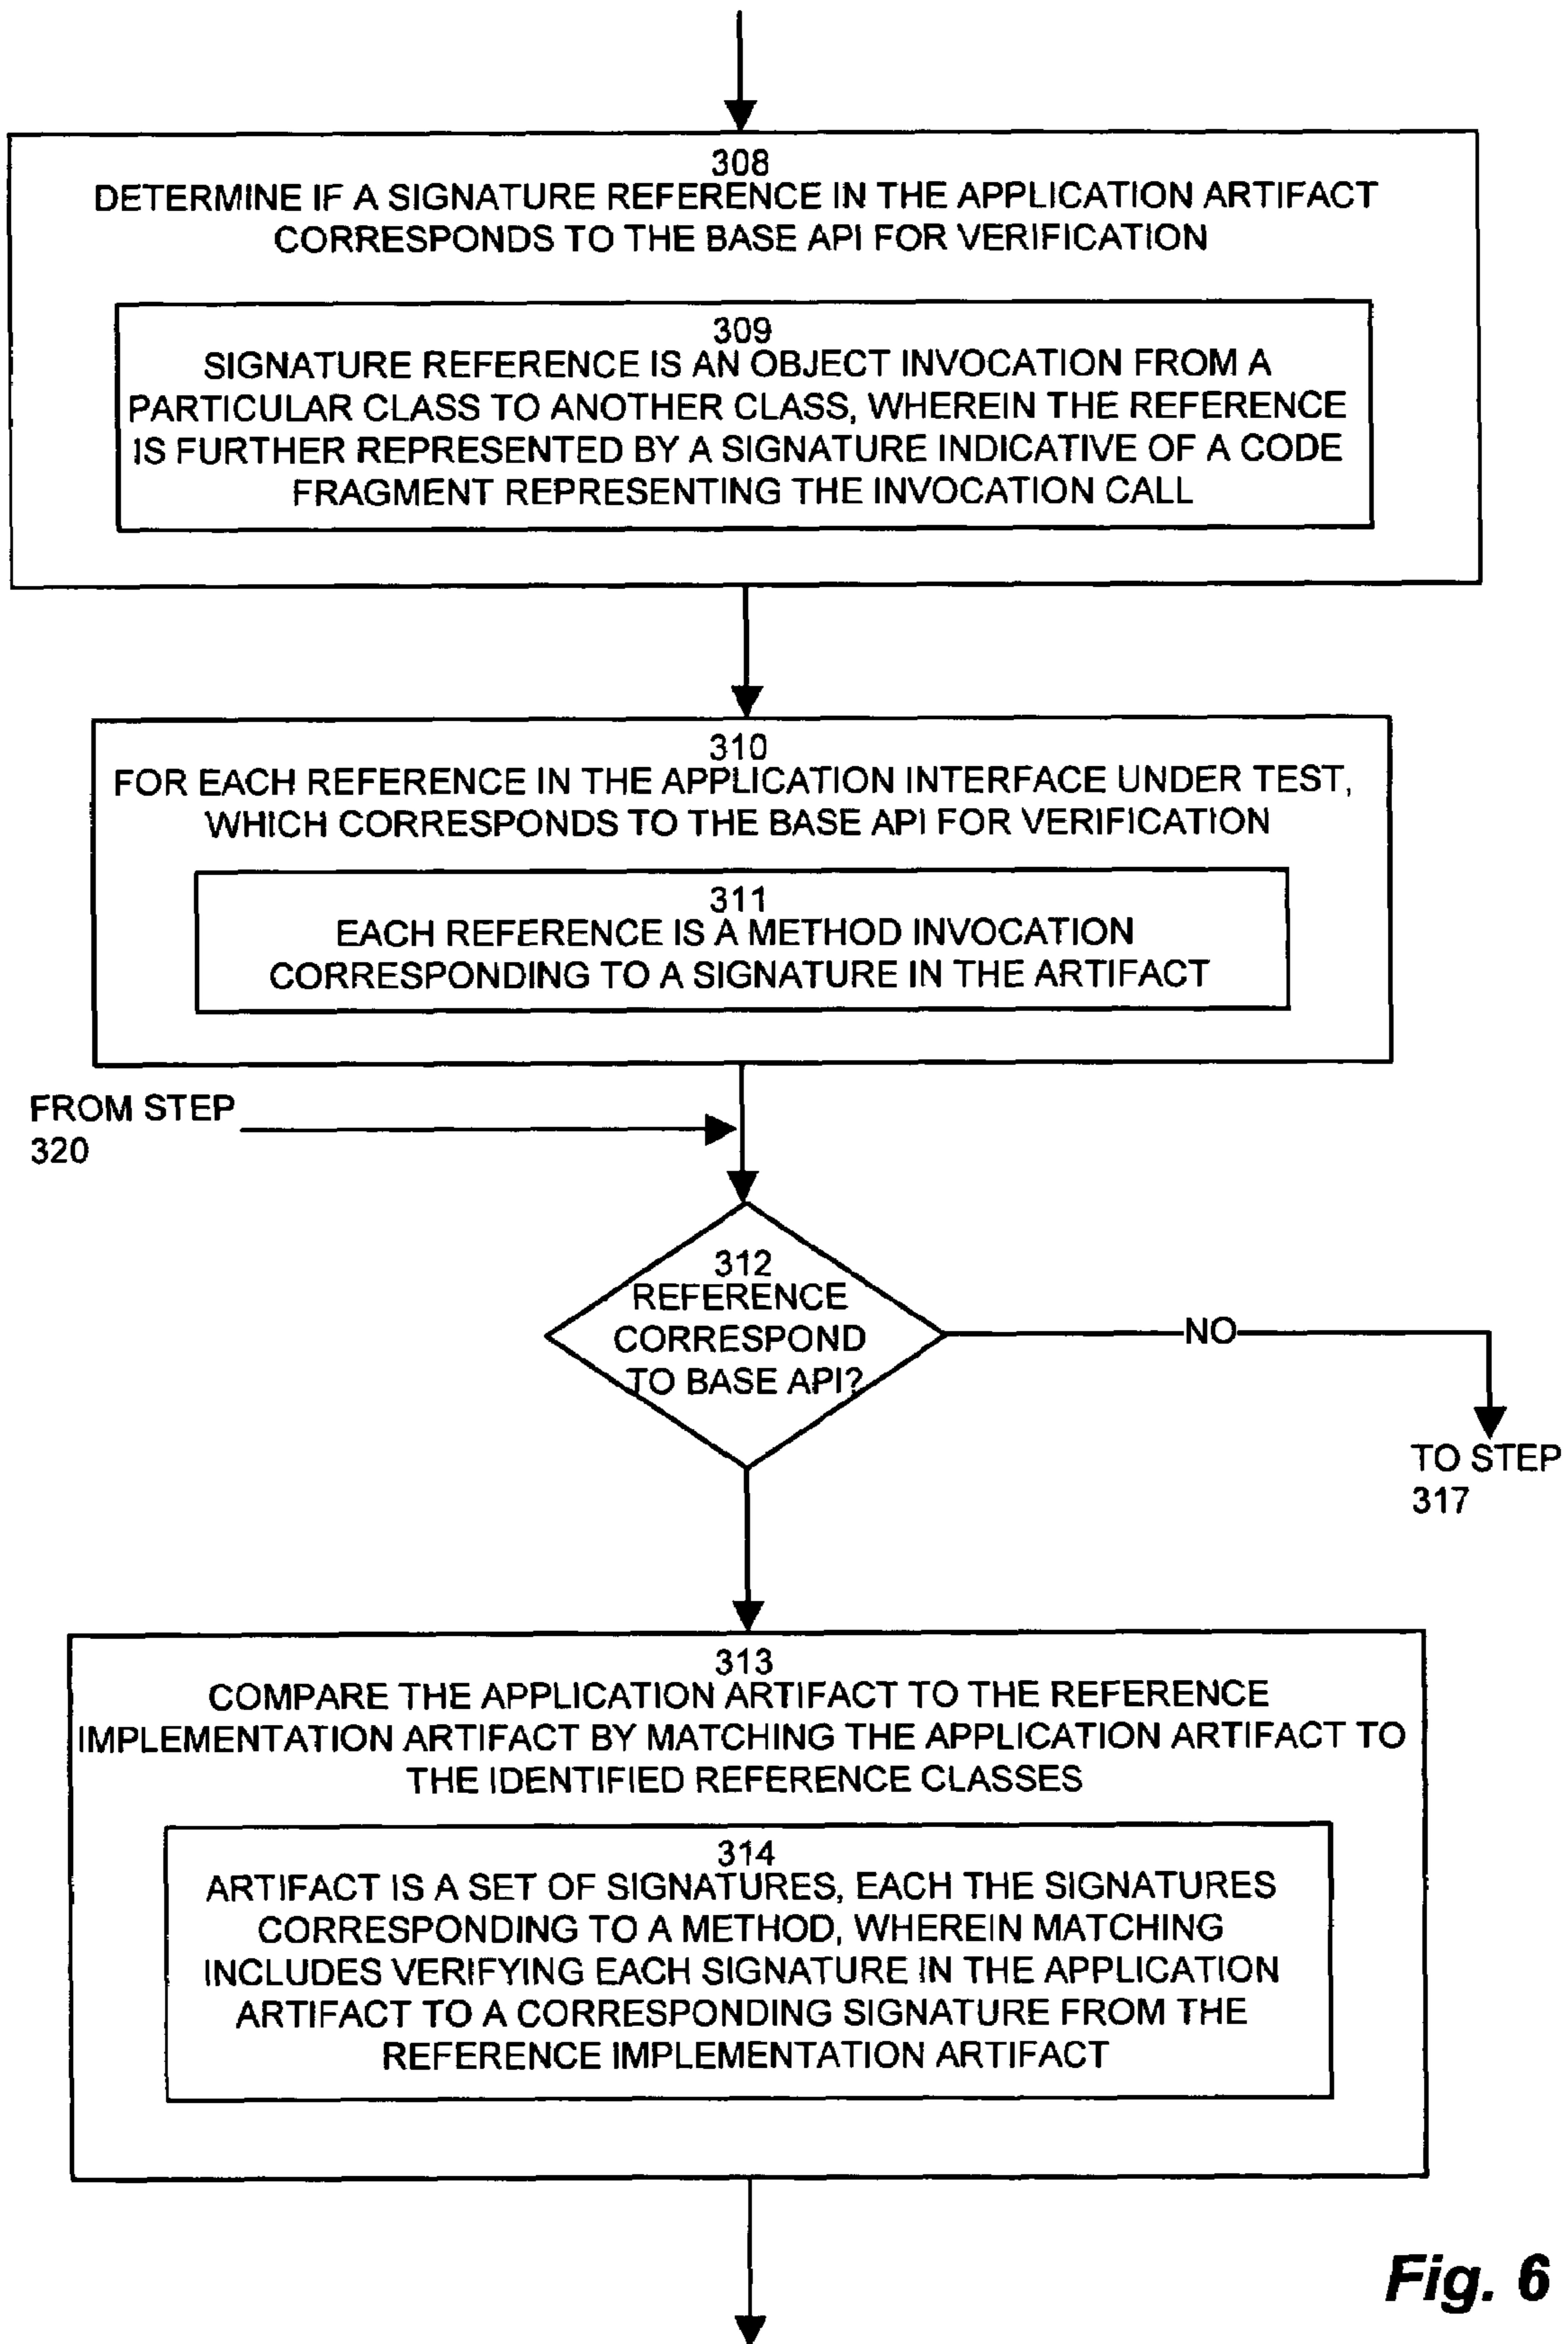 308
DETERMINE IF A SIGNATURE REFERENCE IN THE APPLICATION ARTIFACT
CORRESPONDS TO THE BASE API FOR VERIFICATION
309
SIGNATURE REFERENCE IS AN OBJECT INVOCATION FROM A
PARTICULAR CLASS TO ANOTHER CLASS, WHEREIN THE REFERENCE
IS FURTHER REPRESENTED BY A SIGNATURE INDICATIVE OF A CODE
FRAGMENT REPRESENTING THE INVOCATION CALL
310
FOR EACH REFERENCE IN THE APPLICATION INTERFACE UNDER TEST,
WHICH CORRESPONDS TO THE BASE API FOR VERIFICATION
311
EACH REFERENCE IS A METHOD INVOCATION
CORRESPONDING TO A SIGNATURE IN THE ARTIFACT
FROM STEP
320
312
REFERENCE
CORRESPOND
TO BASE API?
NO
TO STEP
317
313
COMPARE THE APPLICATION ARTIFACT TO THE REFERENCE
IMPLEMENTATION ARTIFACT BY MATCHING THE APPLICATION ARTIFACT TO
THE IDENTIFIED REFERENCE CLASSES
314
ARTIFACT IS A SET OF SIGNATURES, EACH THE SIGNATURES
CORRESPONDING TO A METHOD, WHEREIN MATCHING
INCLUDES VERIFYING EACH SIGNATURE IN THE APPLICATION
ARTIFACT TO A CORRESPONDING SIGNATURE FROM THE
REFERENCE IMPLEMENTATION ARTIFACT
Fig. 6